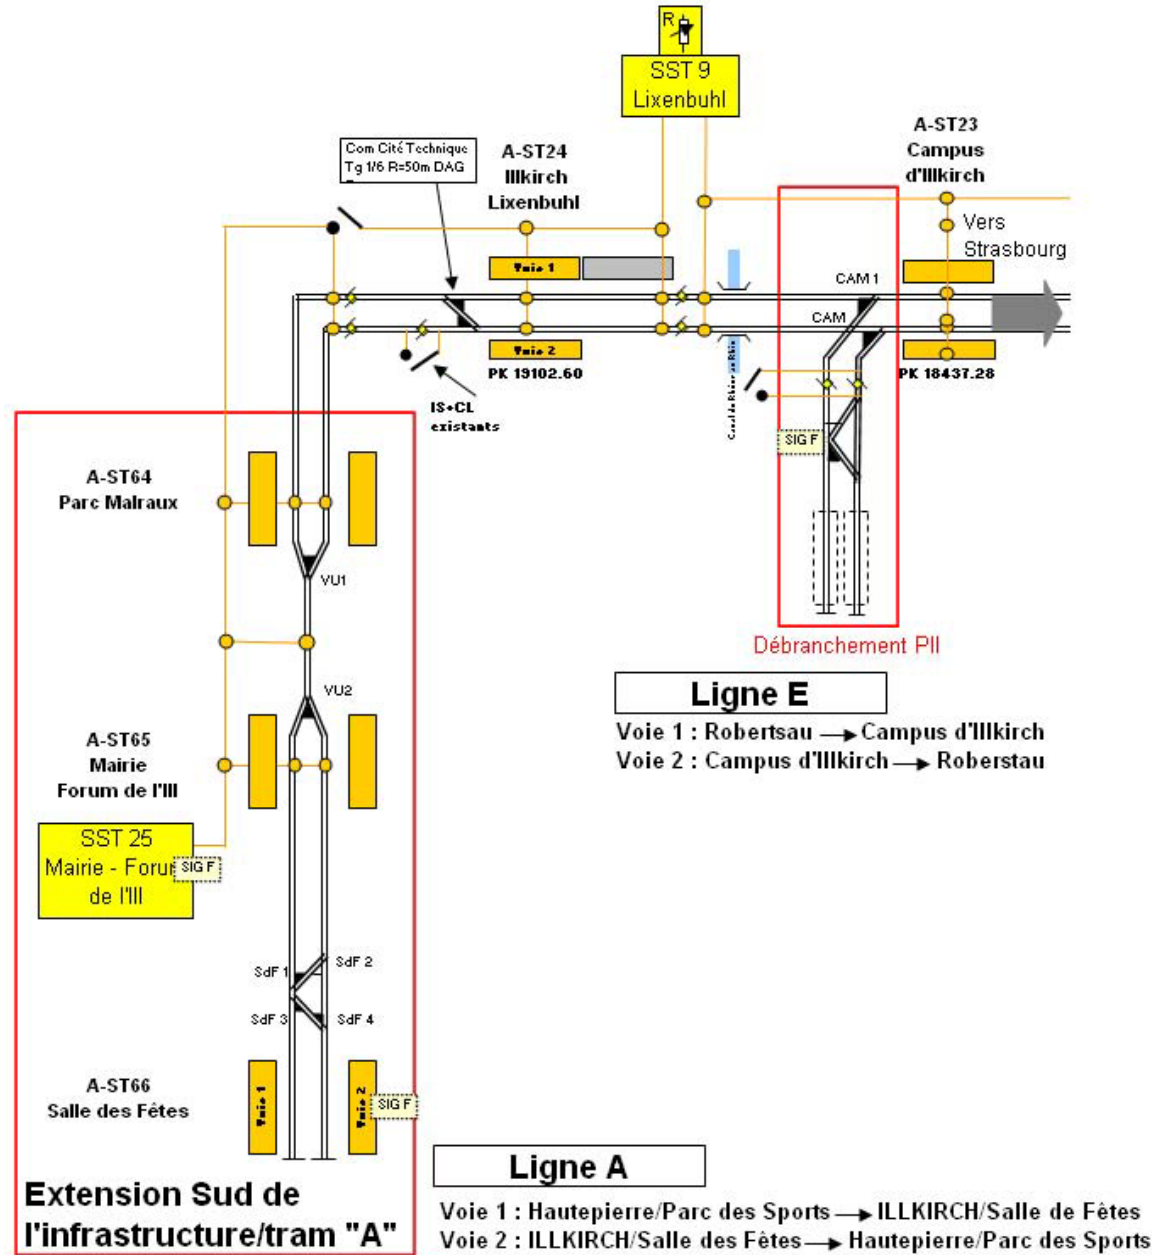 R
SST 9
Lixenbuhl
A-ST23
Campus
d'Illkirch
Com Cité Technique
Tg 1/6 R=50m DAG
A-ST24
Illkirch
Lixenbuhl
Vers
Strasbourg
Voie 1
CAM 1
CAM
Voie 2
PK 19102.60
PK 18437.28
Canal du Rhône au Rhin
IS+CL
existants
SIG F
A-ST64
Parc Malraux
VU1
Débranchement PII
VU2
Ligne E
Voie 1 : Robertsau → Campus d'Illkirch
Voie 2 : Campus d'Illkirch → Roberstau
A-ST65
Mairie
Forum de l'Ill
SST 25
Mairie - Forum
de l'Ill
SIG F
SdF 1
SdF 2
SdF 3
SdF 4
A-ST66
Salle des Fêtes
Voie 1
Voie 2
SIG F
Ligne A
Extension Sud de
l'infrastructure/tram "A"
Voie 1 : Hautepierre/Parc des Sports → ILLKIRCH/Salle de Fêtes
Voie 2 : ILLKIRCH/Salle des Fêtes → Hautepierre/Parc des Sports